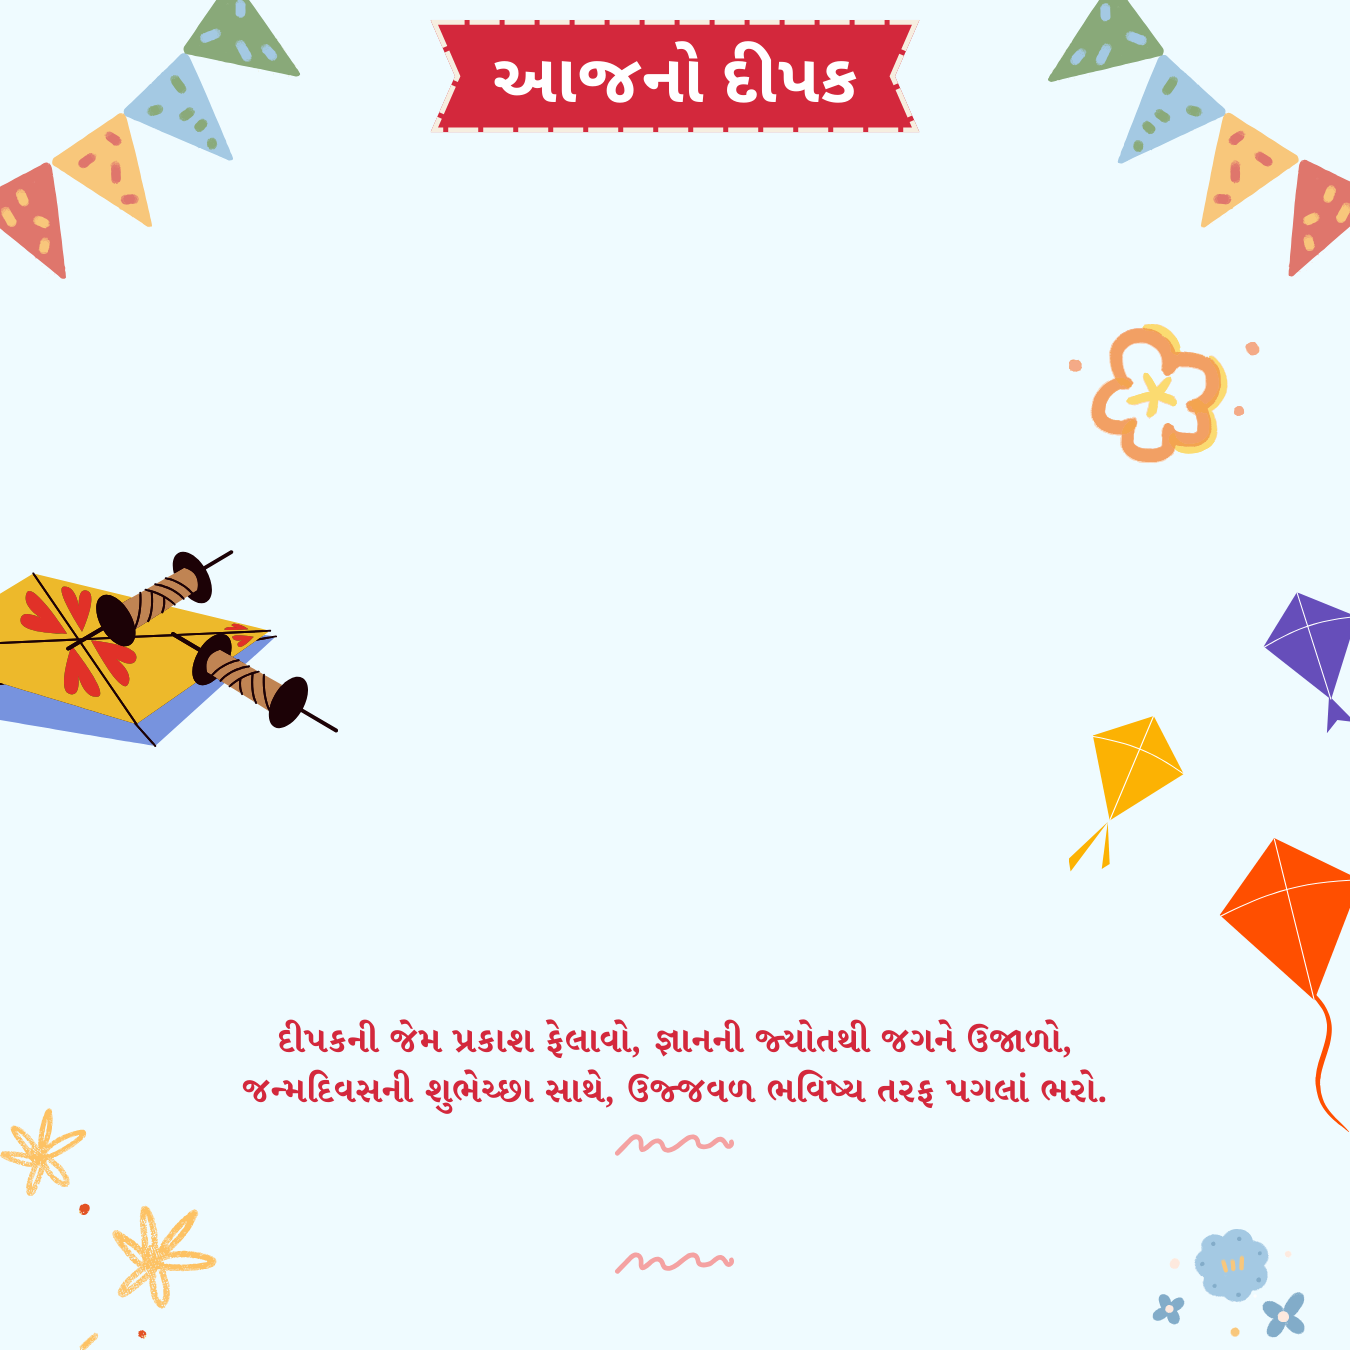 આજનો દીપક
દીપકની જેમ પ્રકાશ ફેલાવો, જ્ઞાનની જ્યોતથી જગને ઉજાળો,
જન્મદિવસની શુભેચ્છા સાથે, ઉજ્જવળ ભવિષ્ય તરફ પગલાં ભરો.